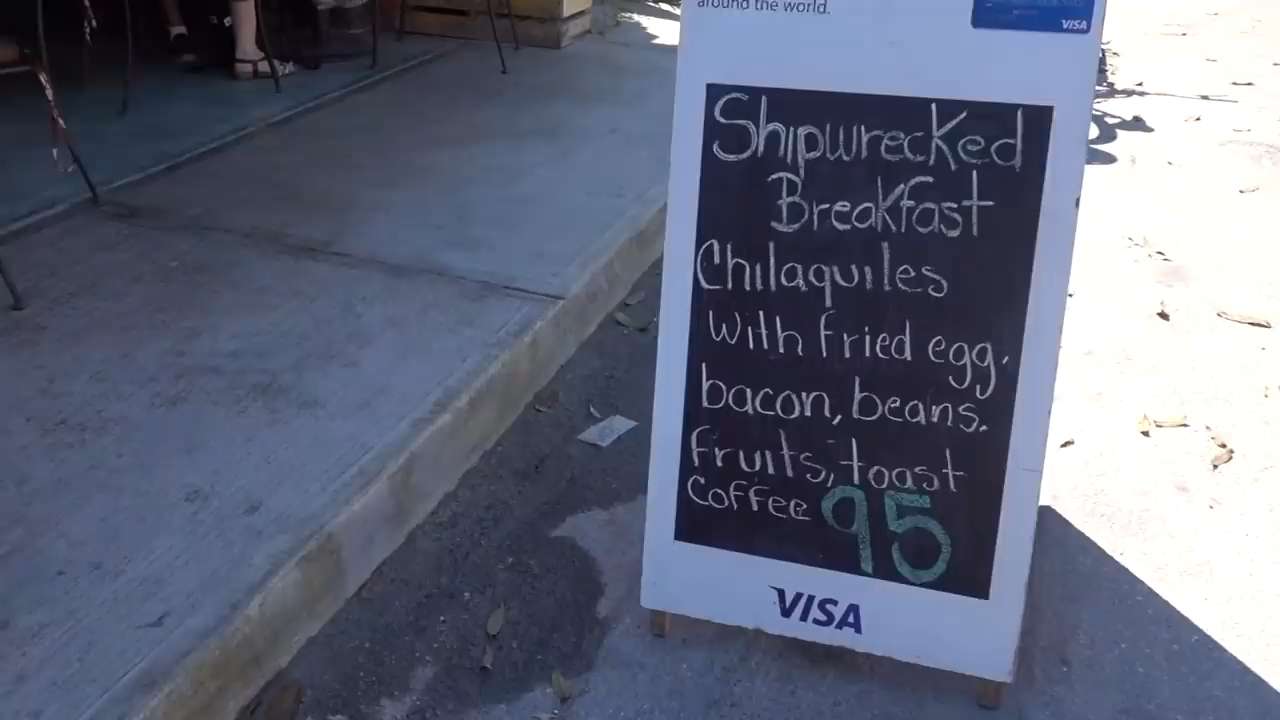 around the world.
VISA
Shipwrecked
Breakfast
Chilaquiles
with fried egg.
bacon, beans.
fruits, toast
Coffee 95
VISA